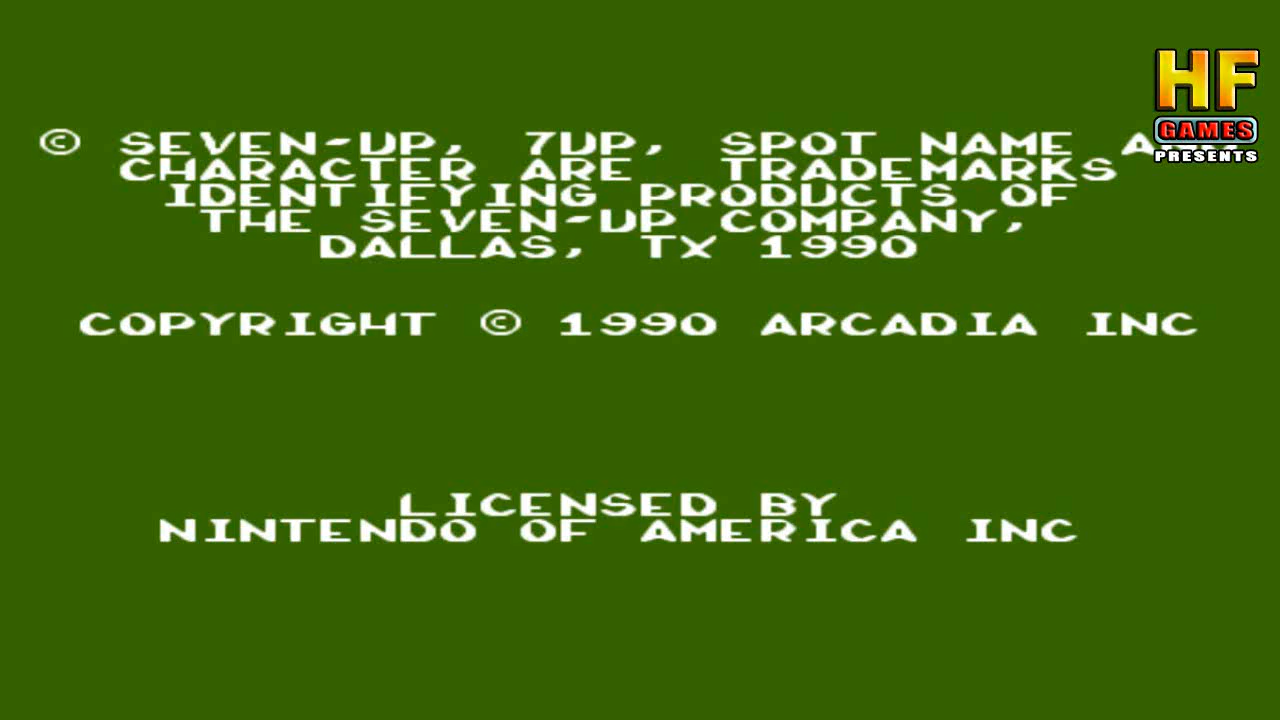 HF
GAMES
PRESENTS
© SEVEN-UP, 7UP, SPOT NAME
CHARACTER ARE TRADEMARKS
IDENTIFYING PRODUCTS OF
THE SEVEN-UP COMPANY,
DALLAS, TX 1990
COPYRIGHT © 1990 ARCADIA INC
LICENSED BY
NINTENDO OF AMERICA INC